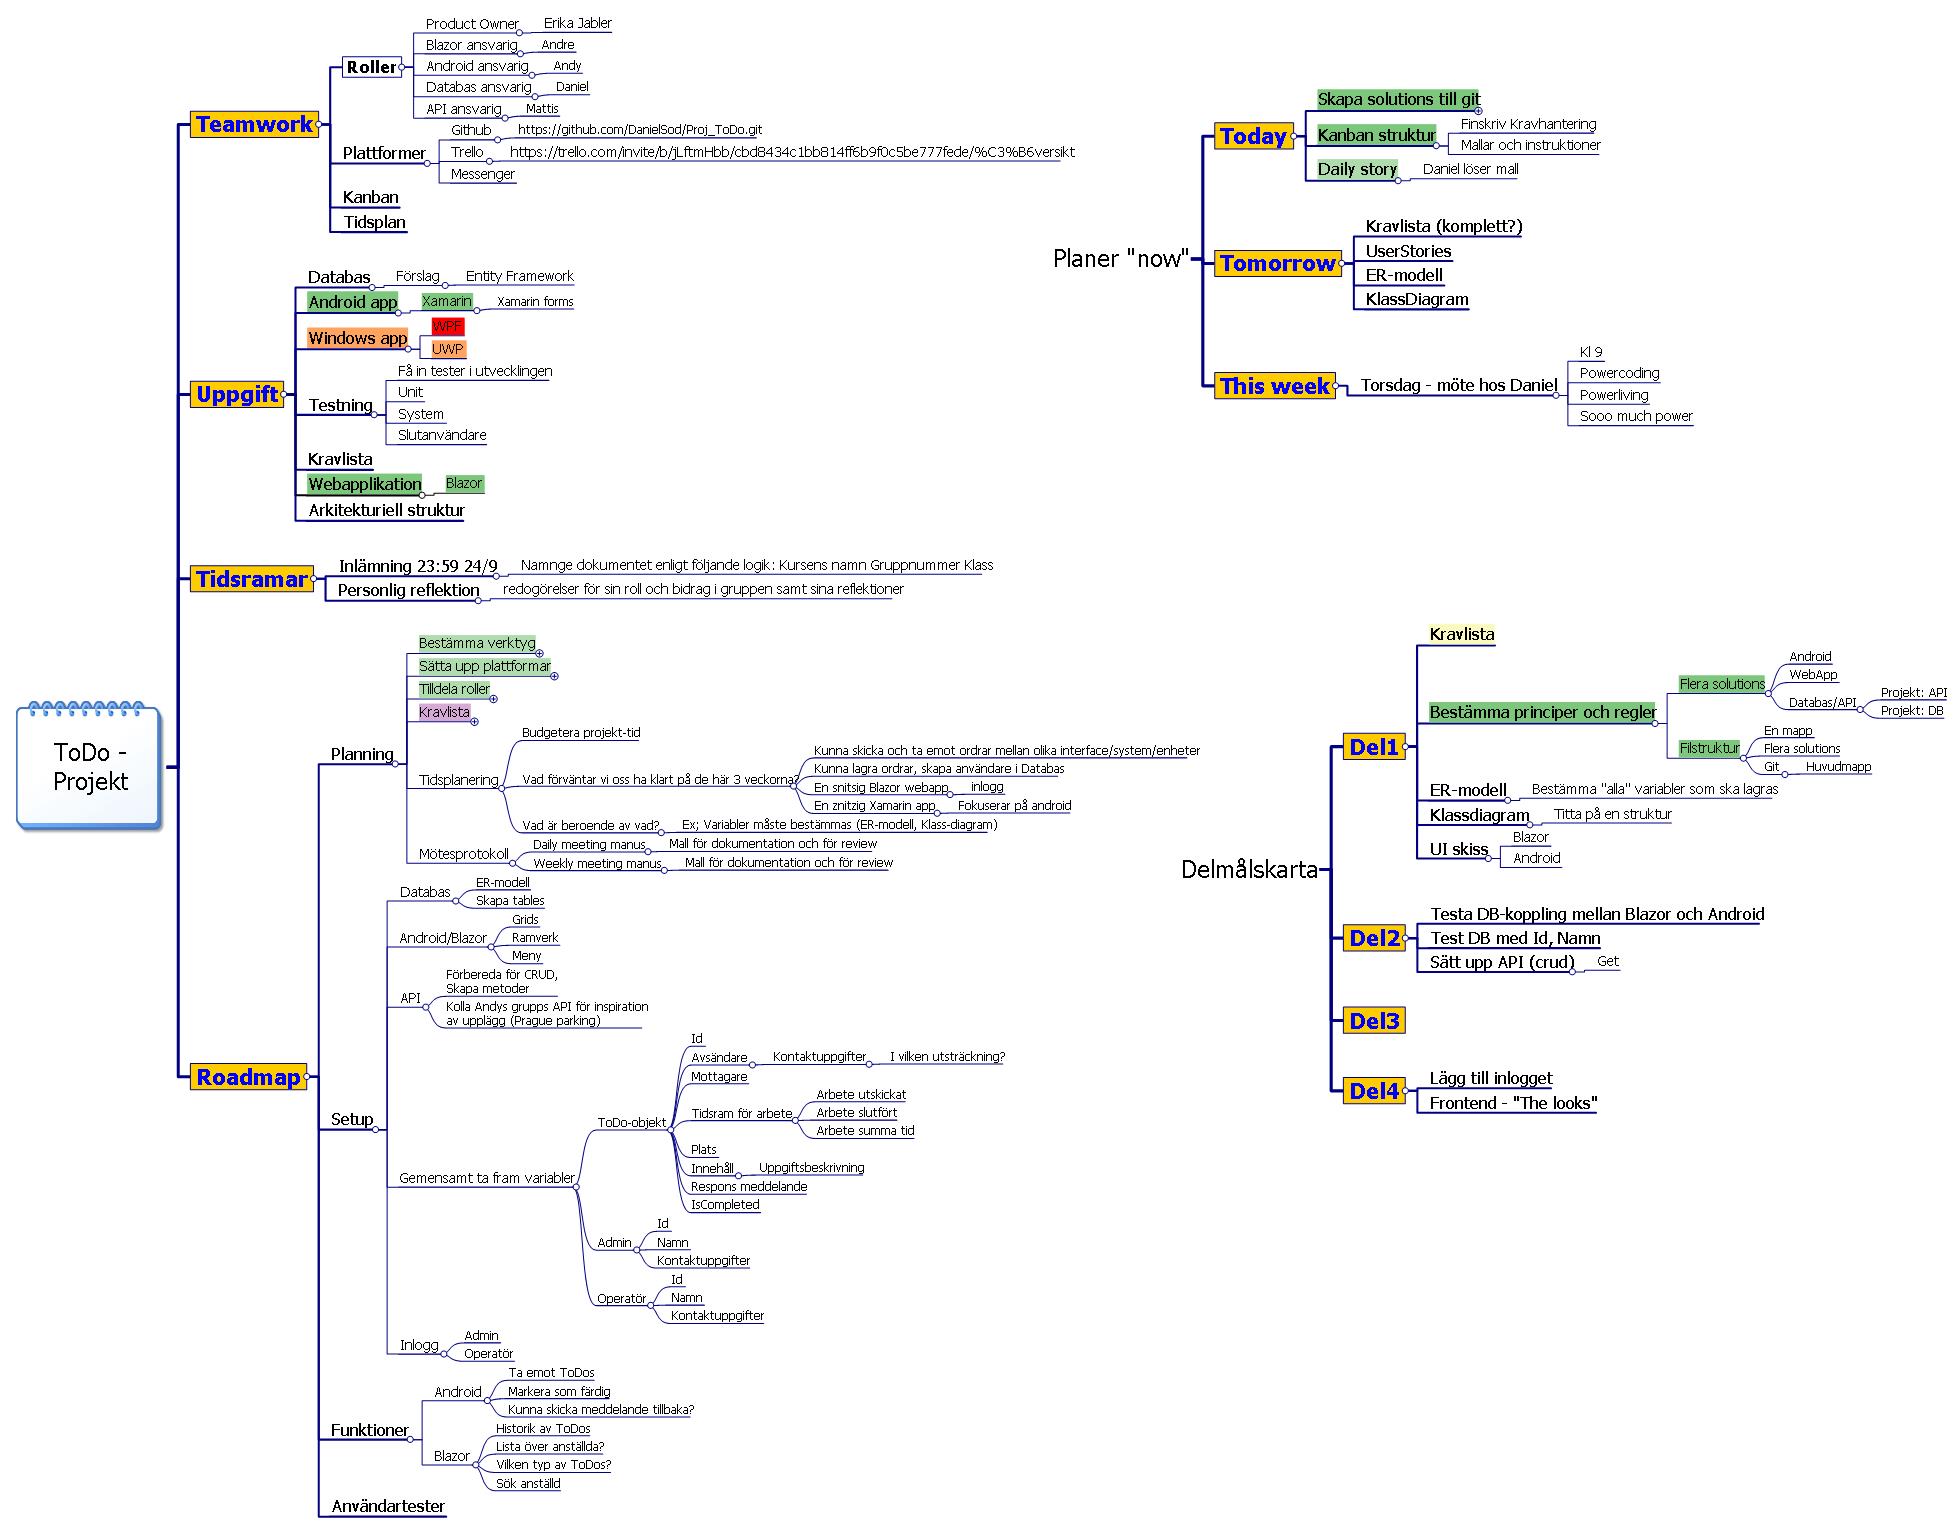 ToDo -
Projekt
Teamwork
Roller
Product Owner
Erika Jabler
Blazor ansvarig
Andre
Android ansvarig
Andy
Databas ansvarig
Daniel
API ansvarig
Mattis
Plattformer
Github
https://github.com/DanielSod/Proj_ToDo.git
Trello
https://trello.com/invite/b/jLftmHbb/cbd8434c1bb814ff6b9f0c5be777fede/%C3%B6versikt
Messenger
Kanban
Tidsplan
Uppgift
Databas
Förslag
Entity Framework
Android app
Xamarin
Xamarin forms
Windows app
WPF
UWP
Testning
Få in tester i utvecklingen
Unit
System
Slutanvändare
Kravlista
Webapplikation
Blazor
Arkitekturiell struktur
Tidsramar
Inlämning 23:59 24/9
Namnge dokumentet enligt följande logik: Kursens namn Gruppnummer Klass
Personlig reflektion
redogörelser för sin roll och bidrag i gruppen samt sina reflektioner
Roadmap
Planning
Bestämma verktyg
Sätta upp plattformar
Tilldela roller
Kravlista
Tidsplanering
Budgetera projekt-tid
Vad förväntar vi oss ha klart på de här 3 veckorna?
Kunna skicka och ta emot ordrar mellan olika interface/system/enheter
Kunna lagra ordrar, skapa användare i Databas
En snitsig Blazor webapp
inlogg
En znitzig Xamarin app
Fokuserar på android
Vad är beroende av vad?
Ex; Variabler måste bestämmas (ER-modell, Klass-diagram)
Mötesprotokoll
Daily meeting manus
Mall för dokumentation och för review
Weekly meeting manus
Mall för dokumentation och för review
Setup
Databas
ER-modell
Skapa tables
Android/Blazor
Grids
Ramverk
Meny
API
Förbereda för CRUD,
Skapa metoder
Kolla Andys grupps API för inspiration
av upplägg (Prague parking)
Gemensamt ta fram variabler
ToDo-objekt
Id
Avsändare
Kontaktuppgifter
I vilken utsträckning?
Mottagare
Tidsram för arbete
Arbete utskickat
Arbete slutfört
Arbete summa tid
Plats
Innehåll
Uppgiftsbeskrivning
Respons meddelande
IsCompleted
Admin
Id
Namn
Kontaktuppgifter
Operatör
Id
Namn
Kontaktuppgifter
Inlogg
Admin
Operatör
Funktioner
Android
Ta emot ToDos
Markera som färdig
Kunna skicka meddelande tillbaka?
Blazor
Historik av ToDos
Lista över anställda?
Vilken typ av ToDos?
Sök anställd
Användartester
Planer "now"
Today
Skapa solutions till git
Kanban struktur
Finskriv Kravhantering
Mallar och instruktioner
Daily story
Daniel löser mall
Tomorrow
Kravlista (komplett?)
UserStories
ER-modell
KlassDiagram
This week
Torsdag - möte hos Daniel
Kl 9
Powercoding
Powerliving
Sooo much power
Delmålskarta
Del1
Kravlista
Bestämma principer och regler
Flera solutions
Android
WebApp
Databas/API
Projekt: API
Projekt: DB
Filstruktur
En mapp
Flera solutions
Git
Huvudmapp
ER-modell
Bestämma "alla" variabler som ska lagras
Klassdiagram
Titta på en struktur
UI skiss
Blazor
Android
Del2
Testa DB-koppling mellan Blazor och Android
Test DB med Id, Namn
Sätt upp API (crud)
Get
Del3
Del4
Lägg till inlogget
Frontend - "The looks"